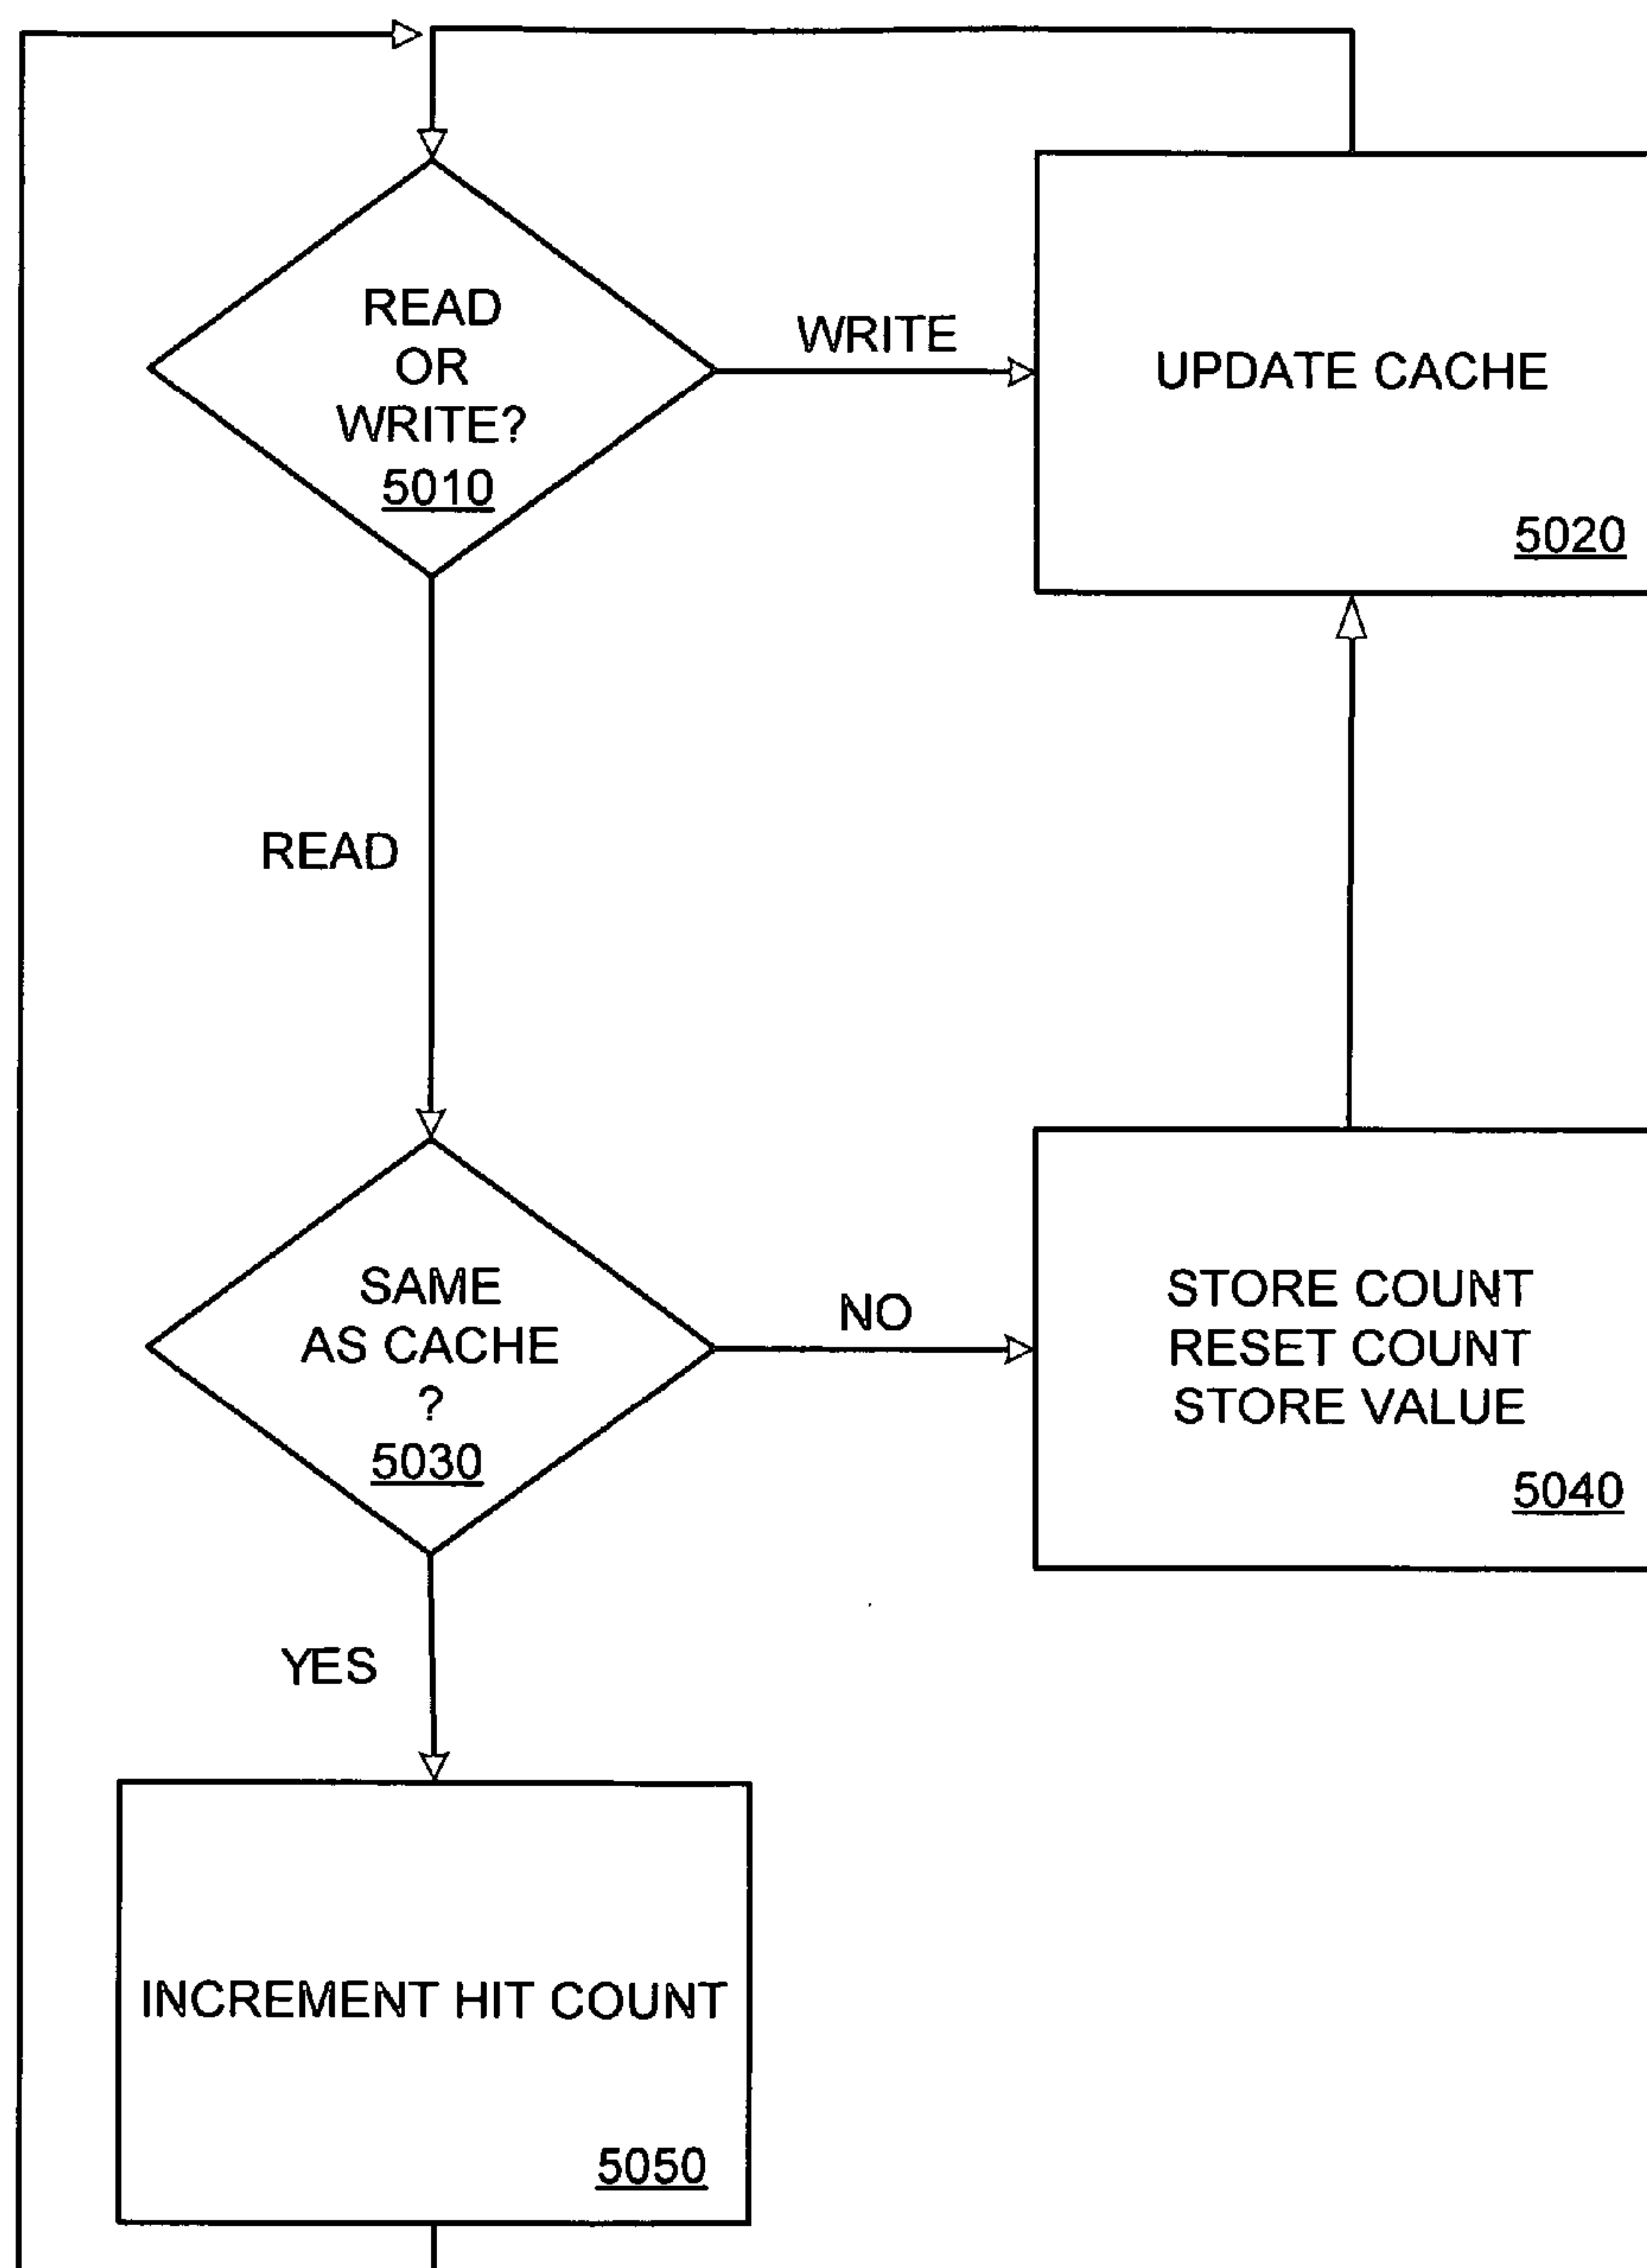 READ
OR
WRITE?
5010
WRITE
UPDATE CACHE
5020
READ
SAME
AS CACHE
?
5030
NO
STORE COUNT
RESET COUNT
STORE VALUE
5040
YES
INCREMENT HIT COUNT
5050